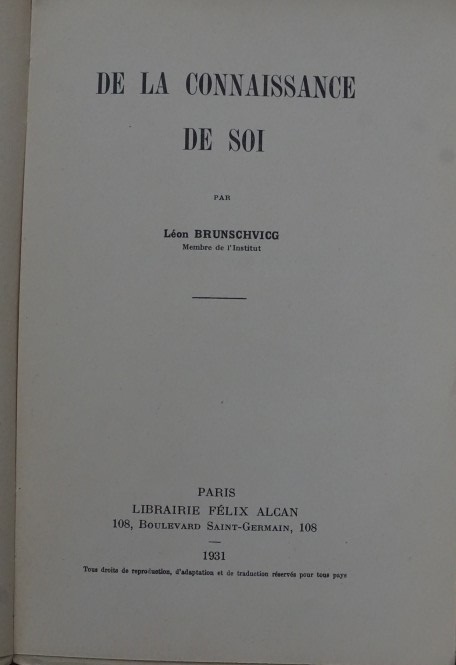 DE LA CONNAISSANCE
DE SOI
PAR
Léon BRUNSCHVICG
Membre de l'Institut
PARIS
LIBRAIRIE FÉLIX ALCAN
108, BOULEVARD SAINT-GERMAIN, 108
1931
Tous droits de reproduction, d'adaptation et de traduction réservés pour tous pays